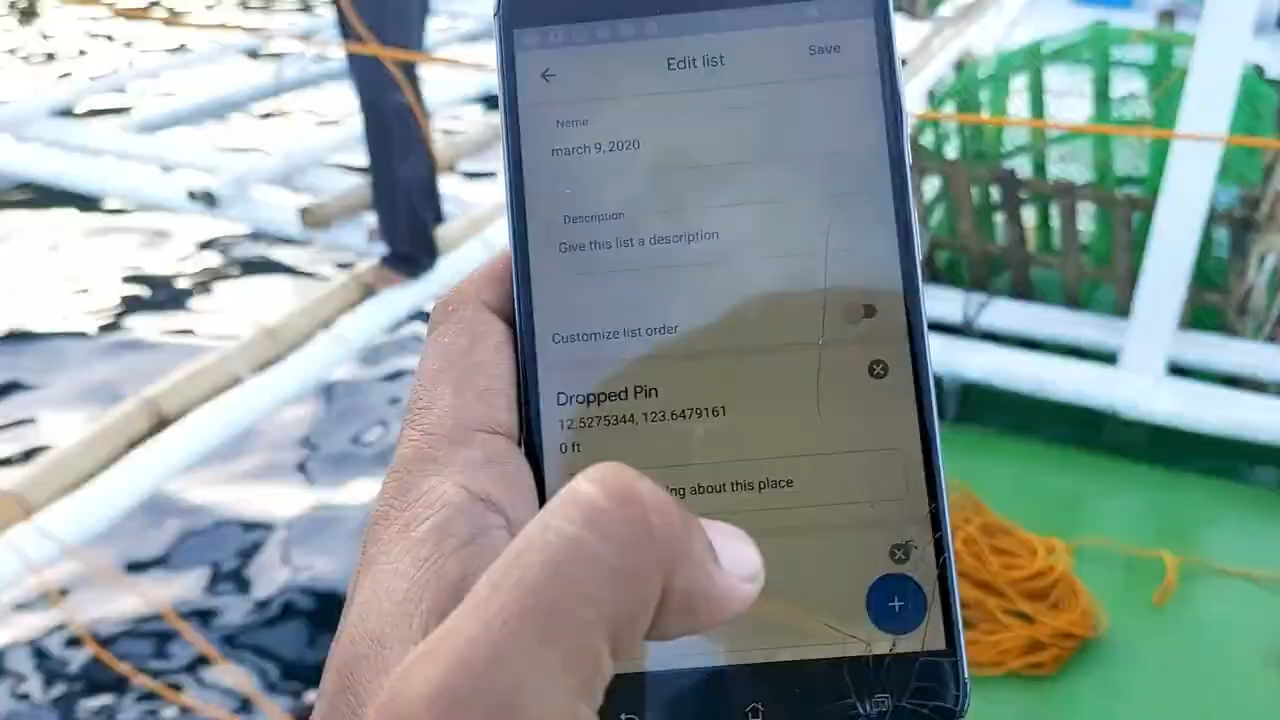 Edit list
Save
Name
march 9, 2020
Description
Give this list a description
Customize list order
Dropped Pin
12.5275344, 123.6479161
0 ft
about this place